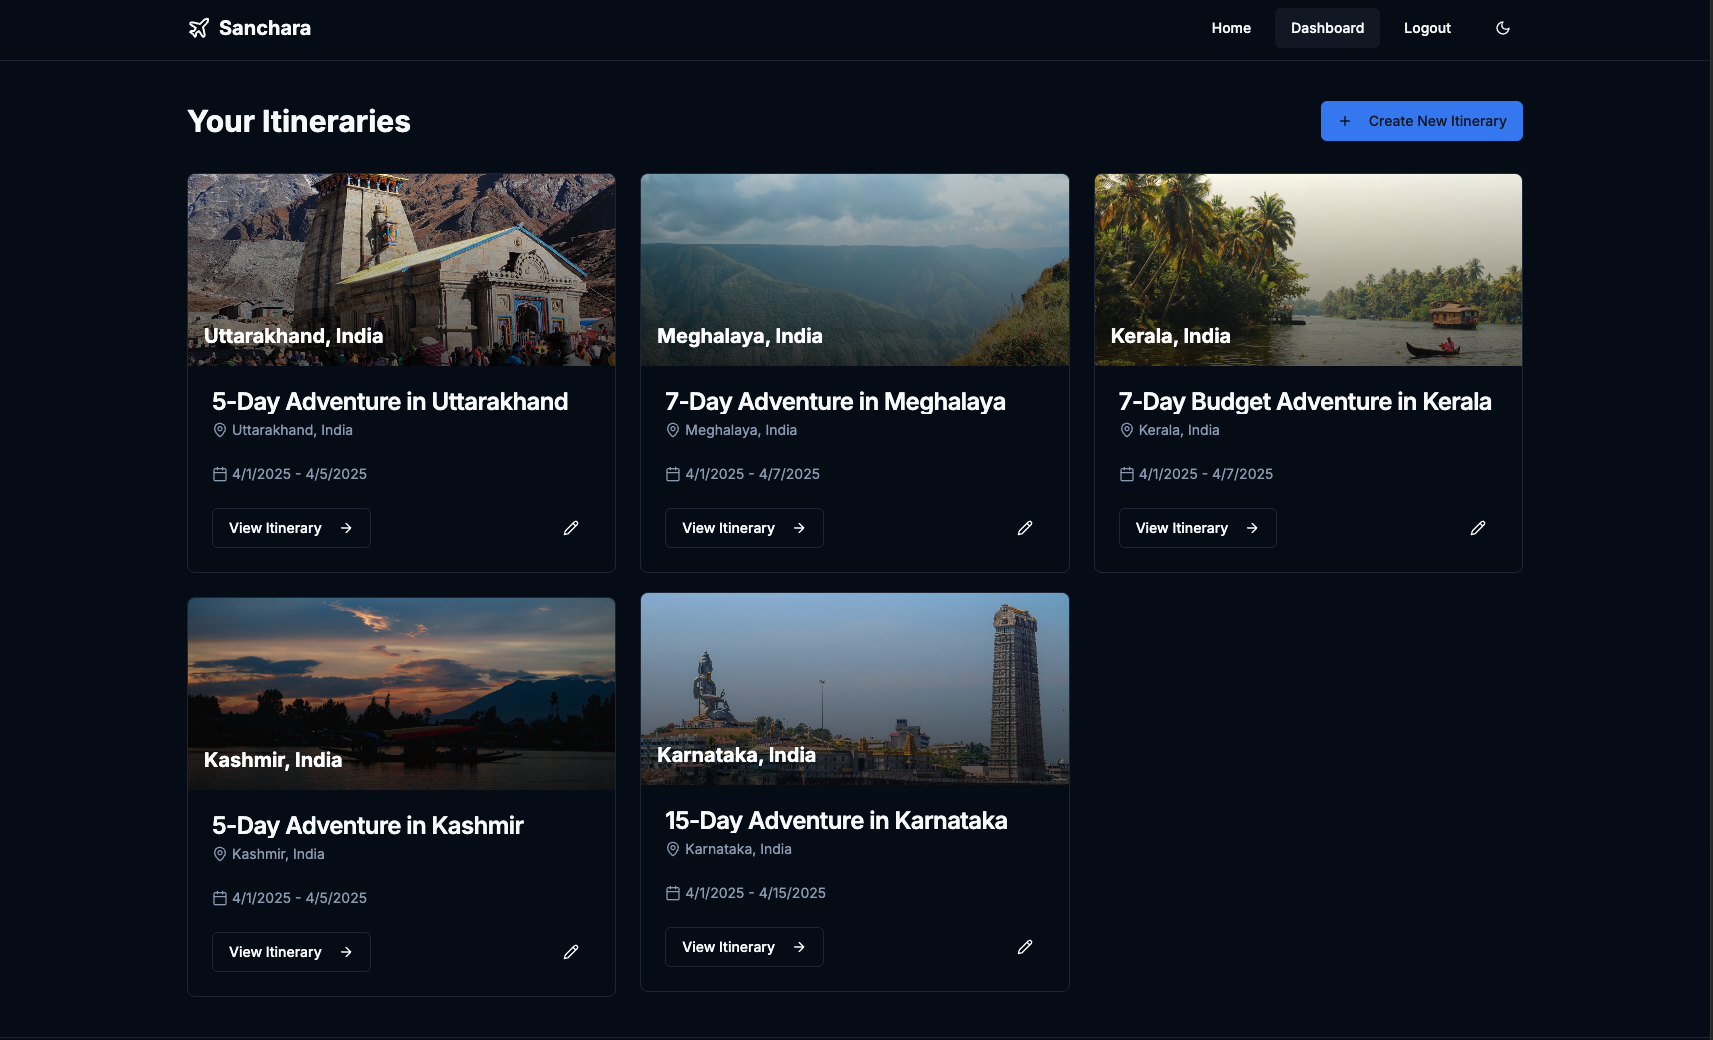 Sanchara
Home
Dashboard
Logout
Your Itineraries
Create New Itinerary
Uttarakhand, India
5-Day Adventure in Uttarakhand
Uttarakhand, India
4/1/2025 - 4/5/2025
View Itinerary
Meghalaya, India
7-Day Adventure in Meghalaya
Meghalaya, India
4/1/2025 - 4/7/2025
View Itinerary
Kerala, India
7-Day Budget Adventure in Kerala
Kerala, India
4/1/2025 - 4/7/2025
View Itinerary
Kashmir, India
5-Day Adventure in Kashmir
Kashmir, India
4/1/2025 - 4/5/2025
View Itinerary
Karnataka, India
15-Day Adventure in Karnataka
Karnataka, India
4/1/2025 - 4/15/2025
View Itinerary